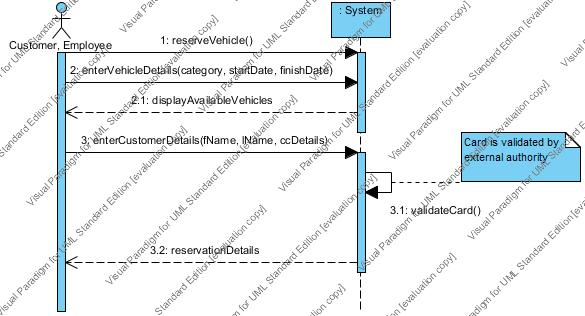 : System
Customer, Employee
1: reserveVehicle()
2: enterVehicleDetails(category, startDate, finishDate)
2.1: displayAvailableVehicles
3: enterCustomerDetails(fName, lName, ccDetails)
Card is validated by
external authority
3.1: validateCard()
3.2: reservationDetails
Visual Paradigm for UML Standard Edition [evaluation copy]